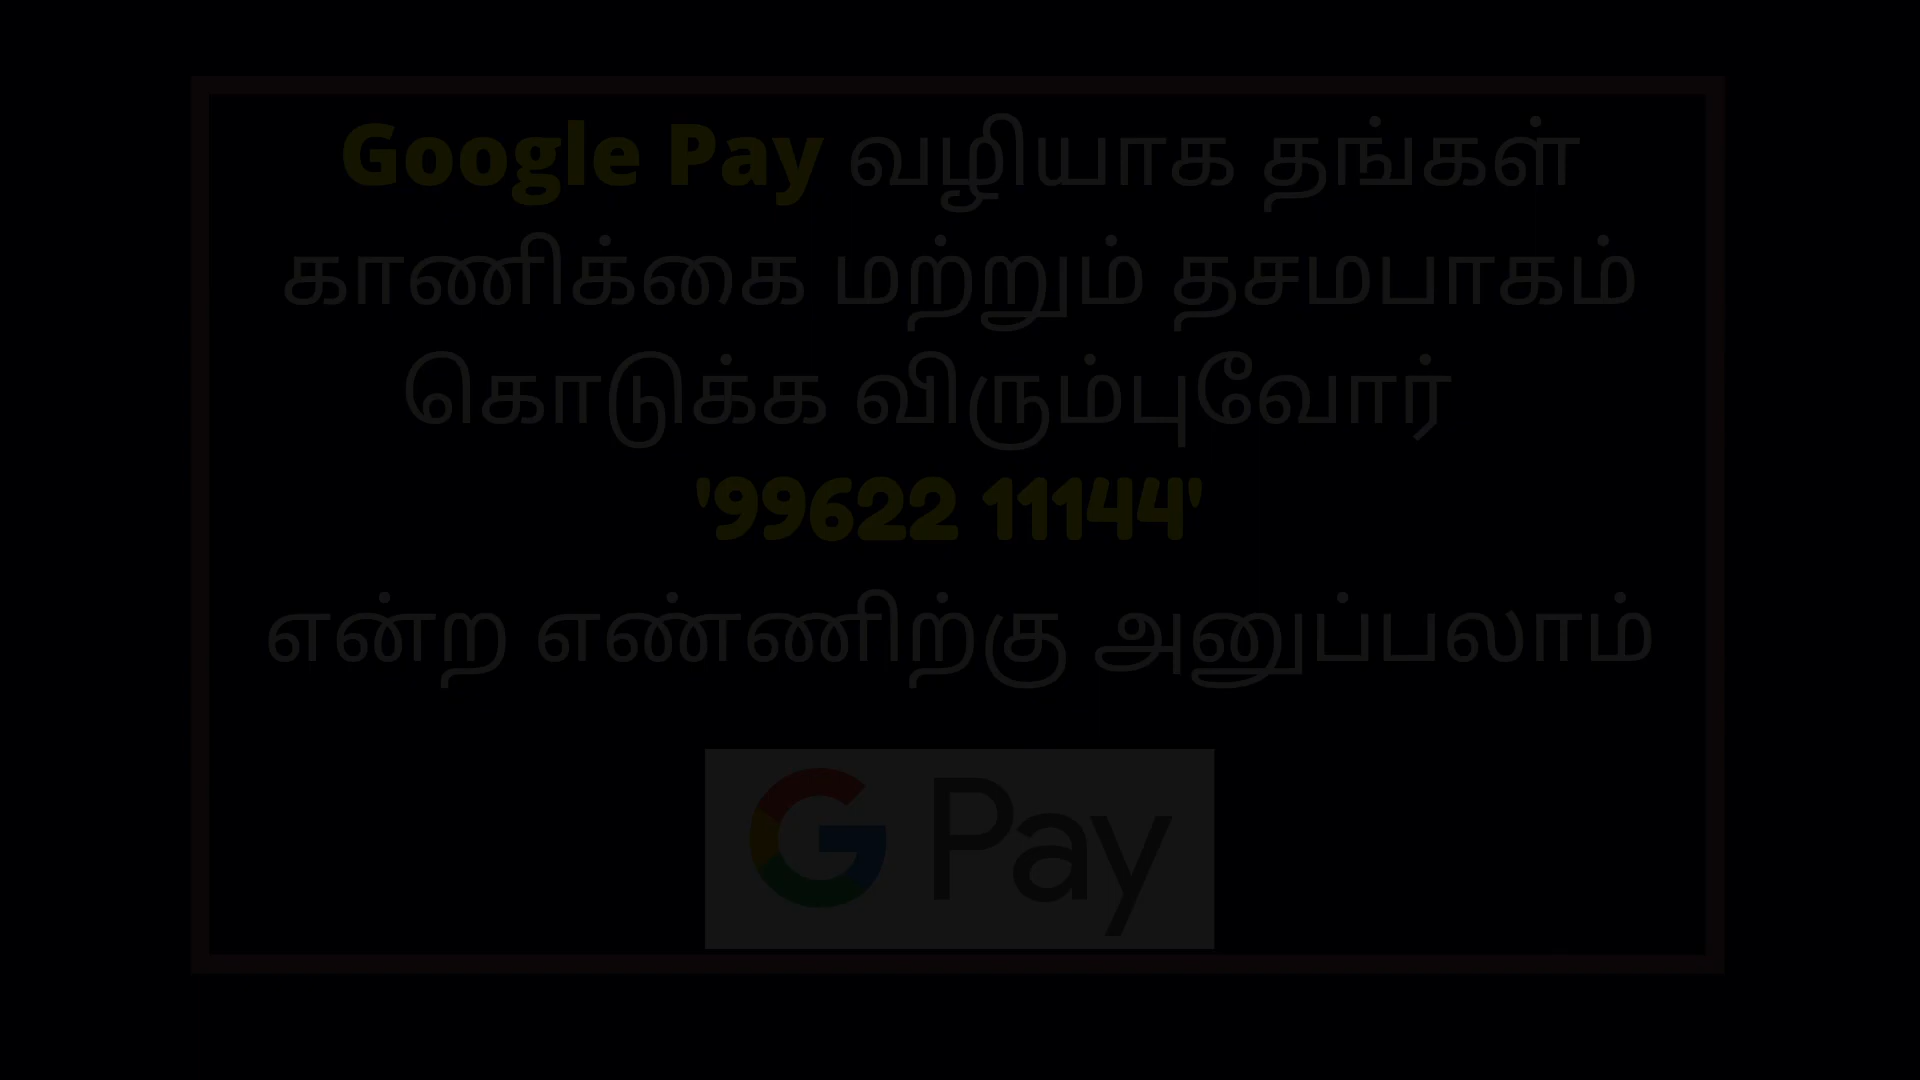 Google Pay வழியாக தங்கள்
காணிக்கை மற்றும் தசமபாகம்
கொடுக்க விரும்புவோர்
'99622 11144'
என்ற எண்ணிற்கு அனுப்பலாம்
G Pay